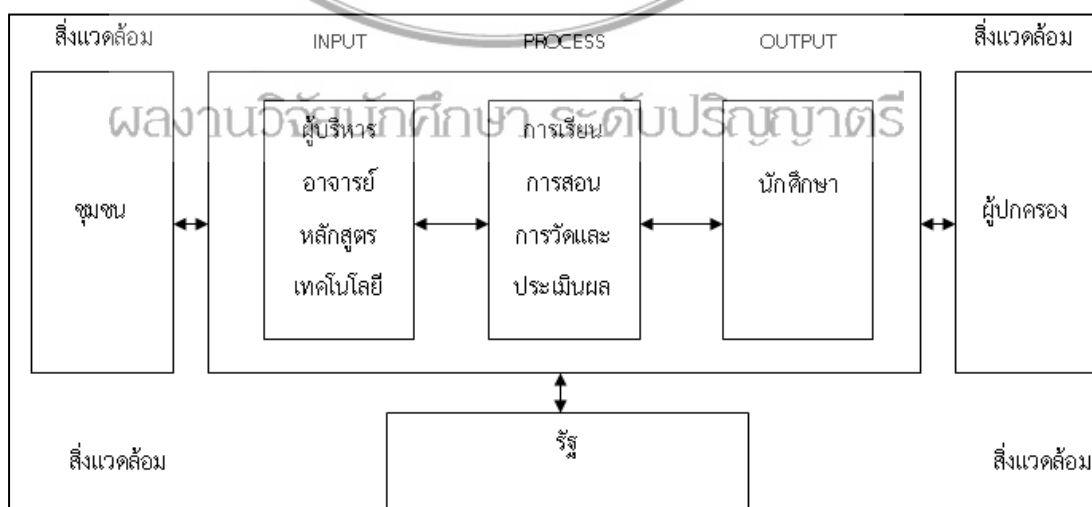 สิ่งแวดล้อม INPUT PROCESS OUTPUT สิ่งแวดล้อม
ผลงานวิจัยนักศึกษา ระดับปริญญาตรี
ชุมชน
ผู้บริหาร
อาจารย์
หลักสูตร
เทคโนโลยี
การเรียน
การสอน
การวัดและ
ประเมินผล
นักศึกษา
ผู้ปกครอง
รัฐ
สิ่งแวดล้อม สิ่งแวดล้อม